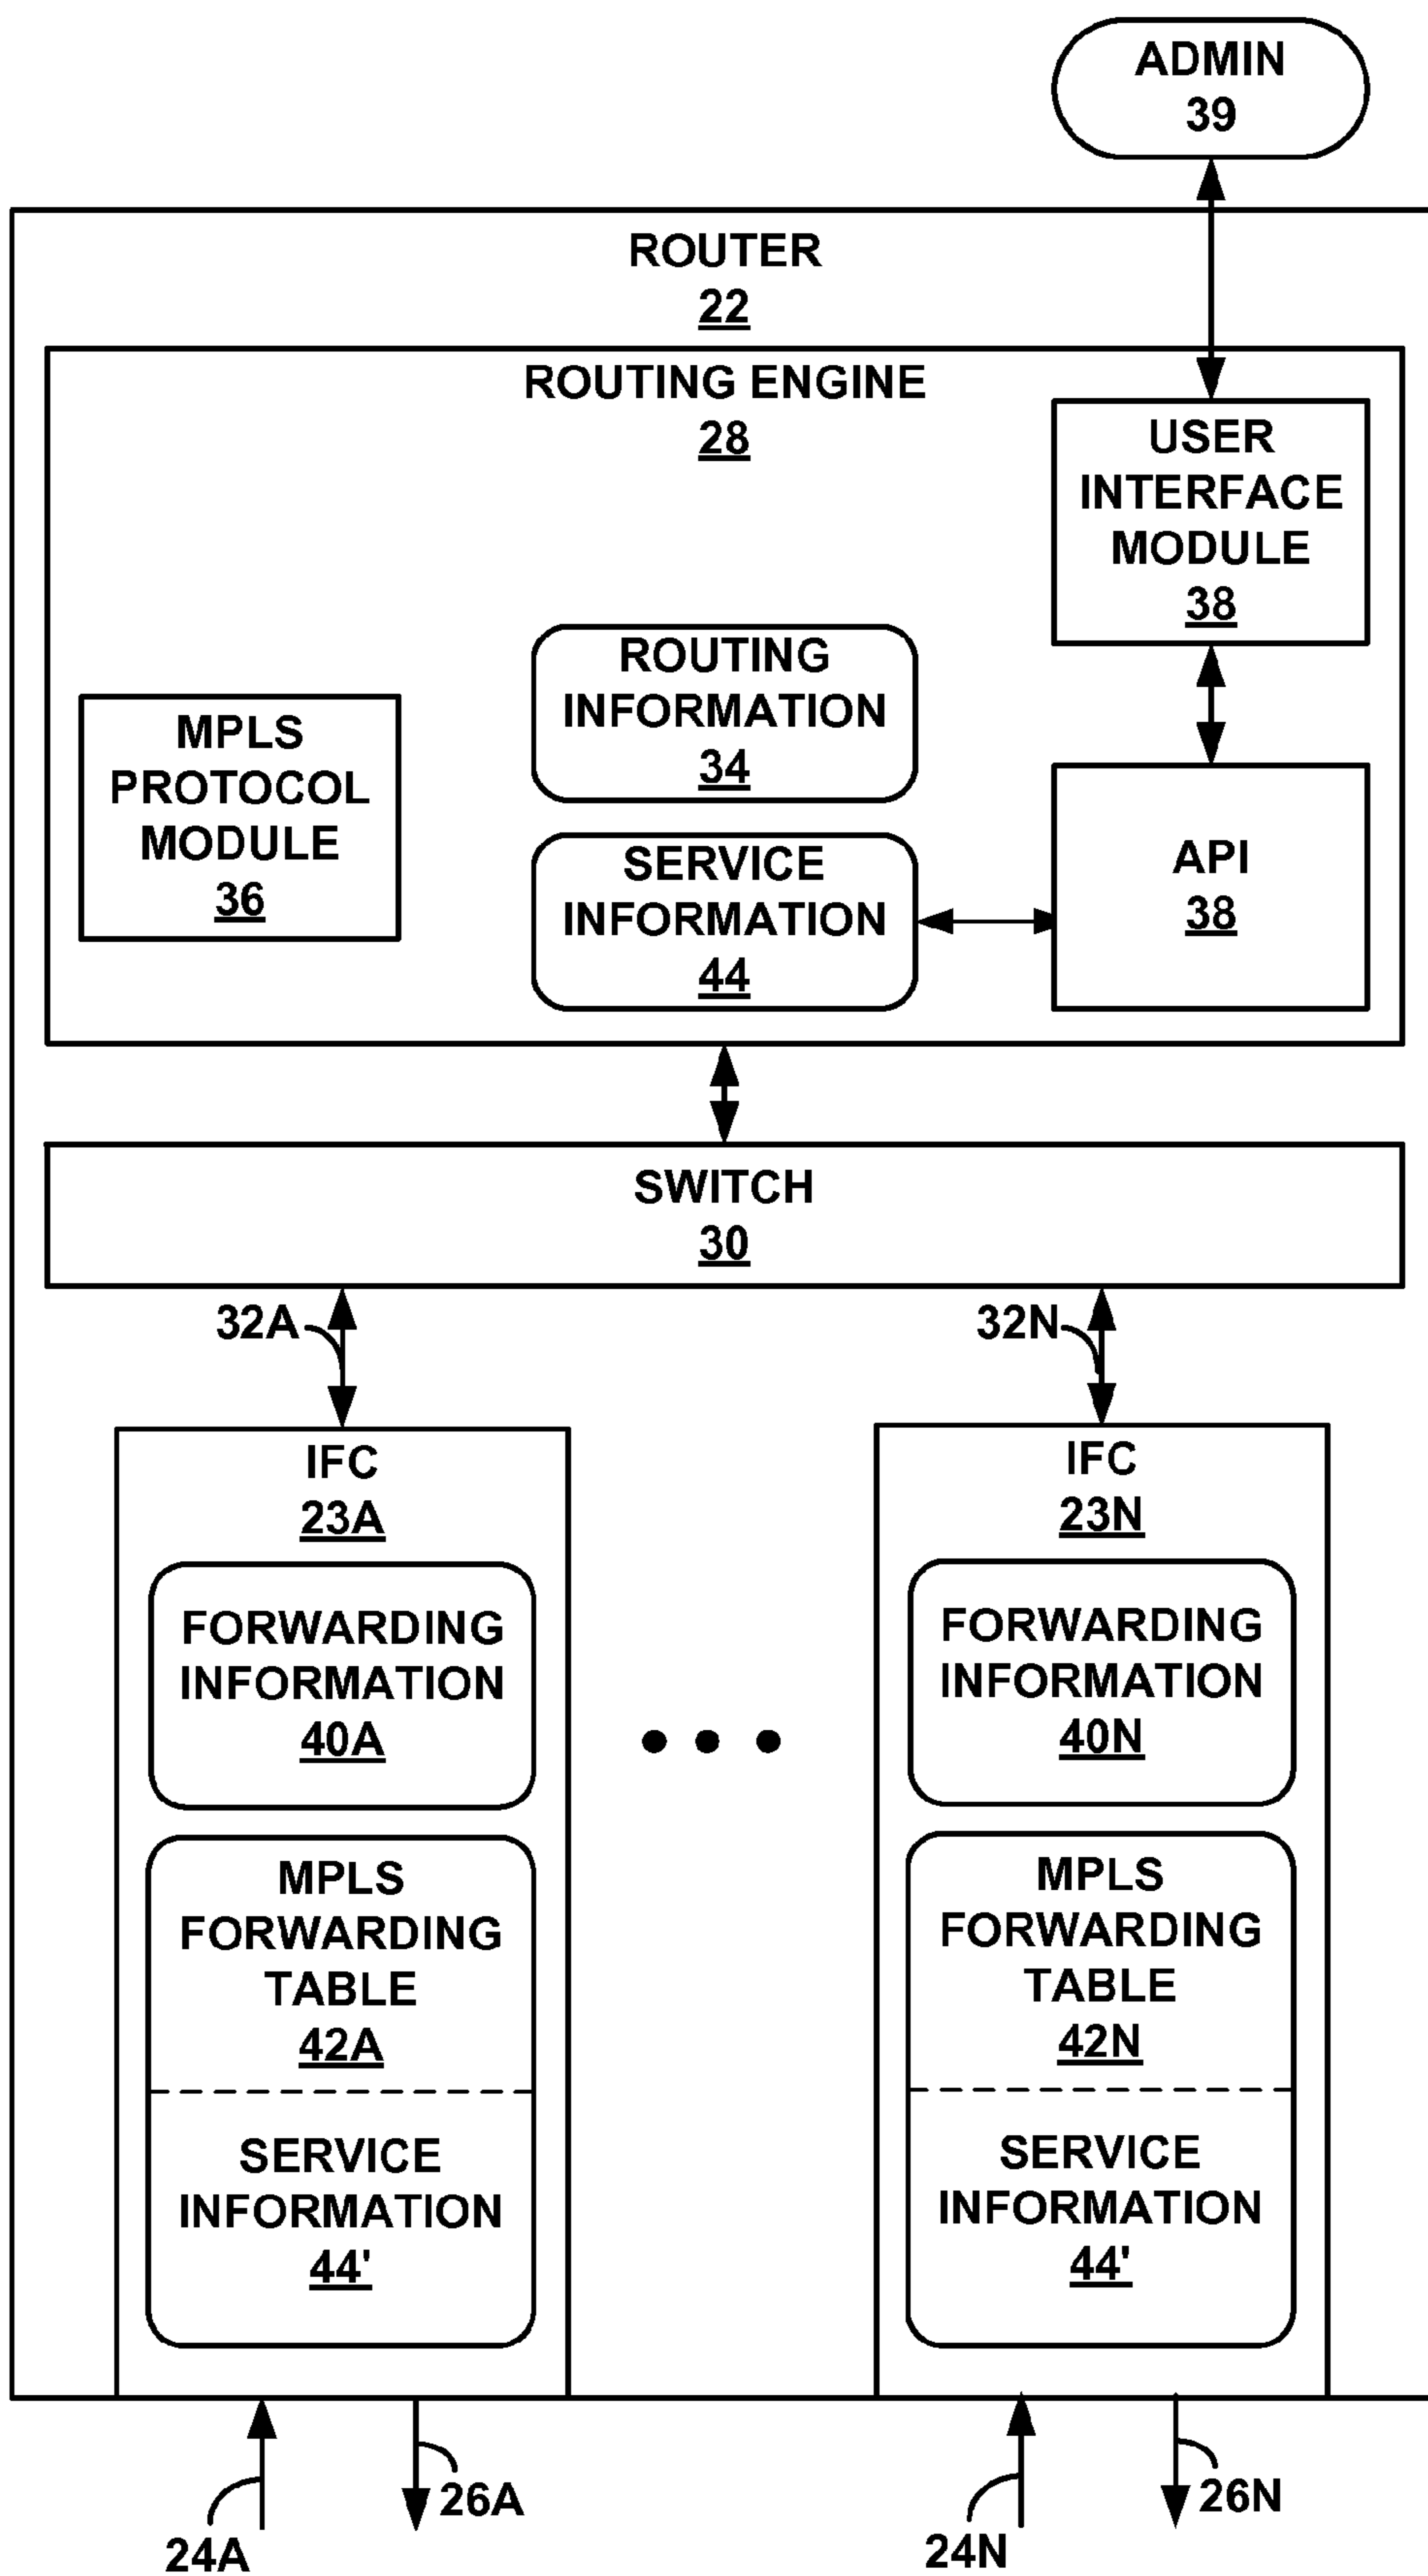 ADMIN
39
ROUTER
22
ROUTING ENGINE
28
USER
INTERFACE
MODULE
38
ROUTING
INFORMATION
34
MPLS
PROTOCOL
MODULE
36
SERVICE
INFORMATION
44
API
38
SWITCH
30
32A
32N
IFC
23A
FORWARDING
INFORMATION
40A
MPLS
FORWARDING
TABLE
42A
SERVICE
INFORMATION
44'
IFC
23N
FORWARDING
INFORMATION
40N
MPLS
FORWARDING
TABLE
42N
SERVICE
INFORMATION
44'
24A
26A
24N
26N